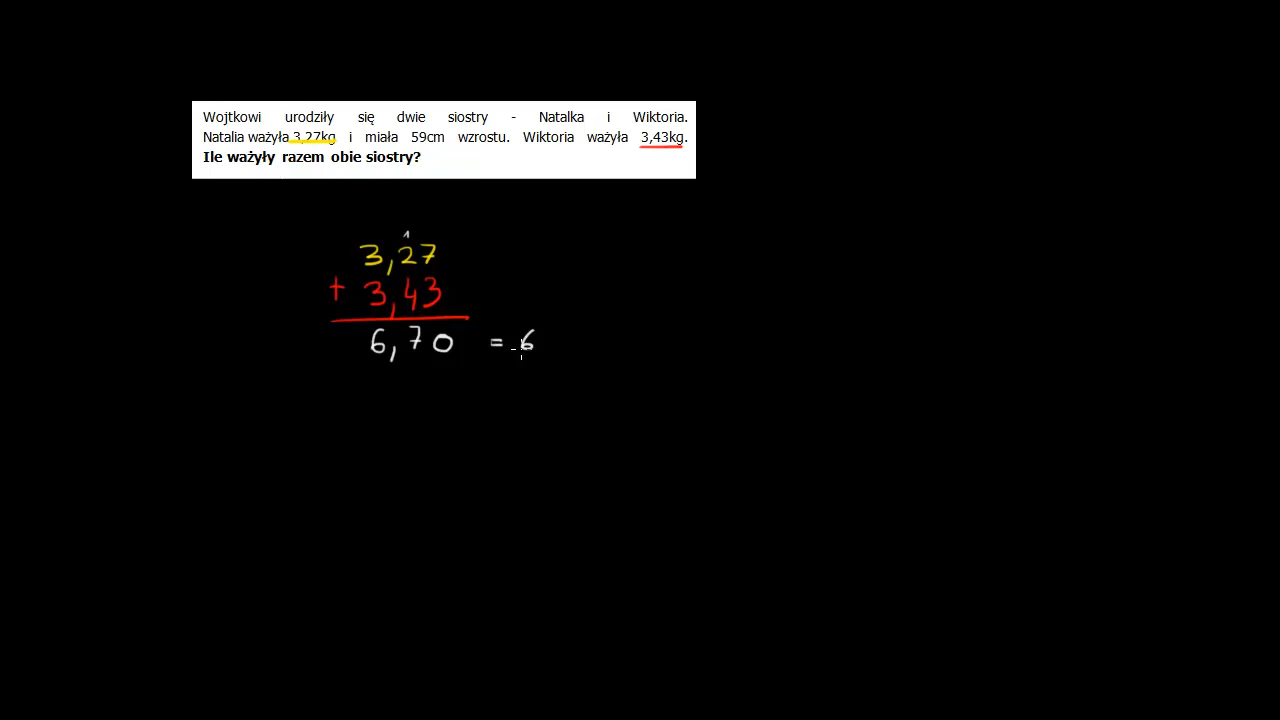 Wojtkowi urodziły się dwie siostry - Natalka i Wiktoria.
Natalia ważyła 3,27kg i miała 59cm wzrostu. Wiktoria ważyła 3,43kg.
Ile ważyły razem obie siostry?
1
3,27
+ 3,43
6,70 = 6